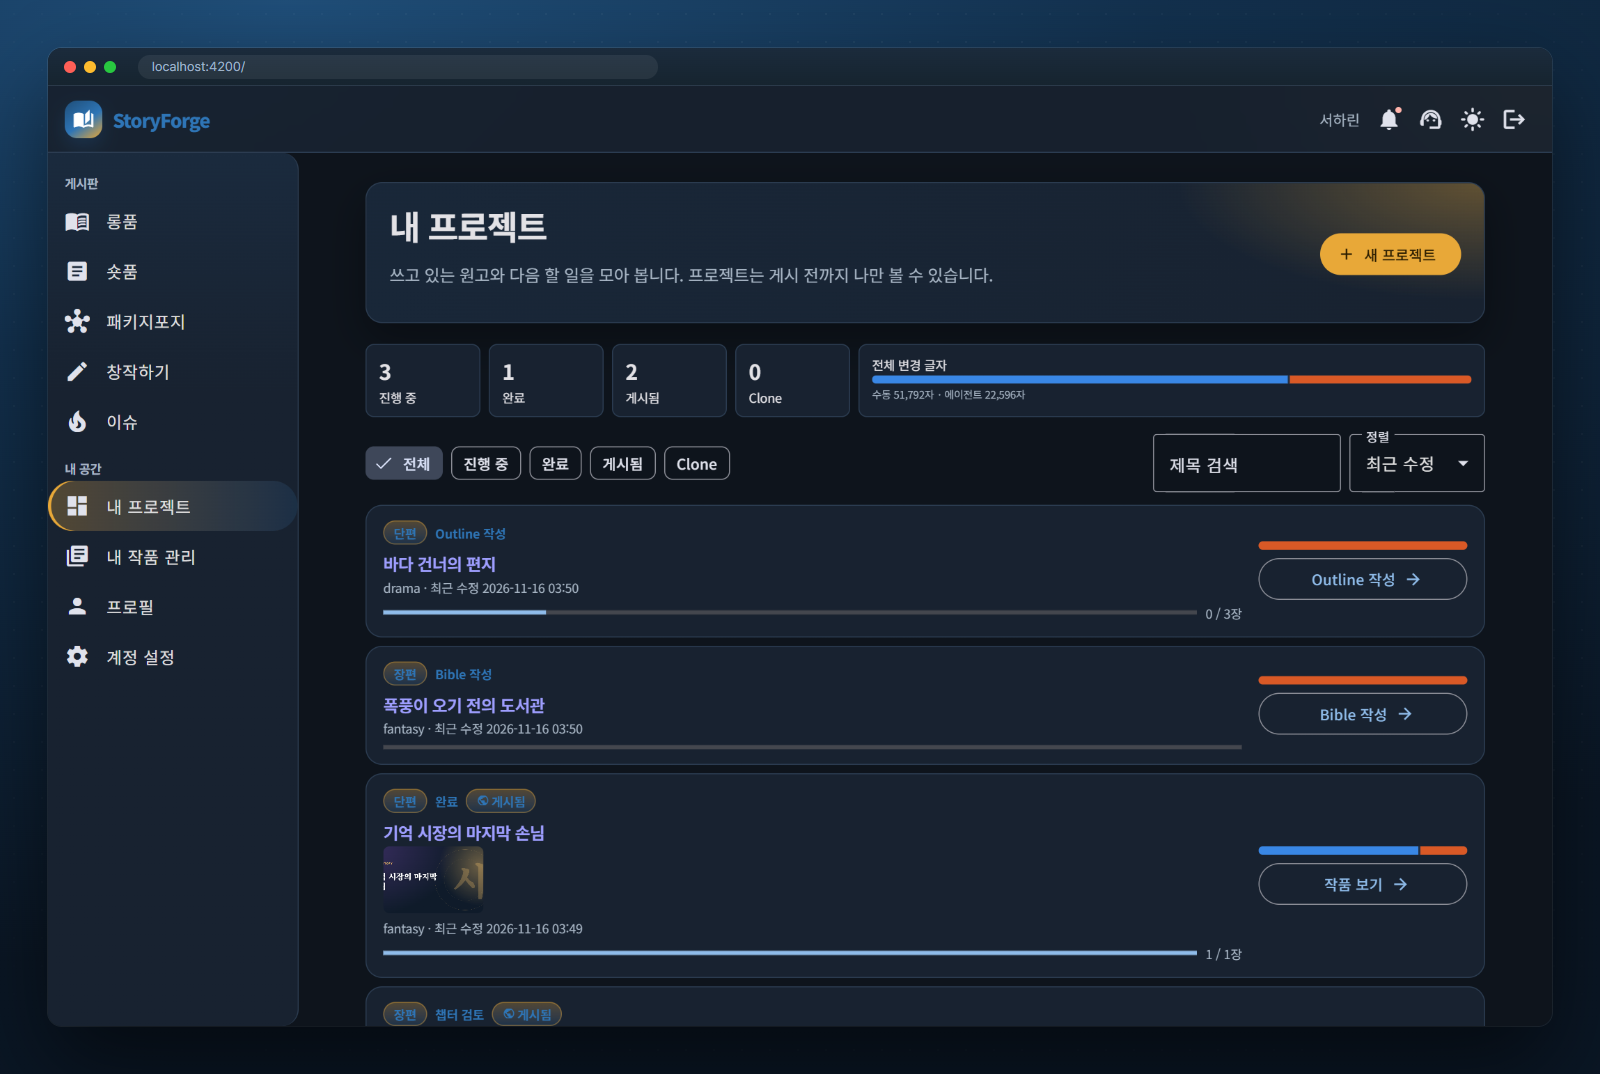 localhost:4200/
StoryForge
서하린
게시판
롱폼
숏폼
패키지포지
창작하기
이슈
내 공간
내 프로젝트
내 작품 관리
프로필
계정 설정
내 프로젝트
쓰고 있는 원고와 다음 할 일을 모아 봅니다. 프로젝트는 게시 전까지 나만 볼 수 있습니다.
새 프로젝트
3
진행 중
1
완료
2
게시됨
0
Clone
전체 변경 글자
수동 51,792자 · 에이전트 22,596자
전체
진행 중
완료
게시됨
Clone
제목 검색
정렬
최근 수정
단편 Outline 작성
바다 건너의 편지
drama · 최근 수정 2026-11-16 03:50
0 / 3장
Outline 작성
장편 Bible 작성
폭풍이 오기 전의 도서관
fantasy · 최근 수정 2026-11-16 03:50
Bible 작성
단편 완료 게시됨
기억 시장의 마지막 손님
시장의 마지막
시
fantasy · 최근 수정 2026-11-16 03:49
1 / 1장
작품 보기
장편 챕터 검토 게시됨